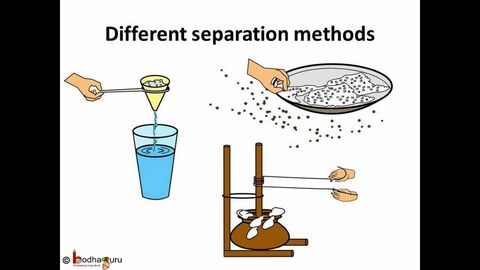 Different separation methods
© BodhaGuru